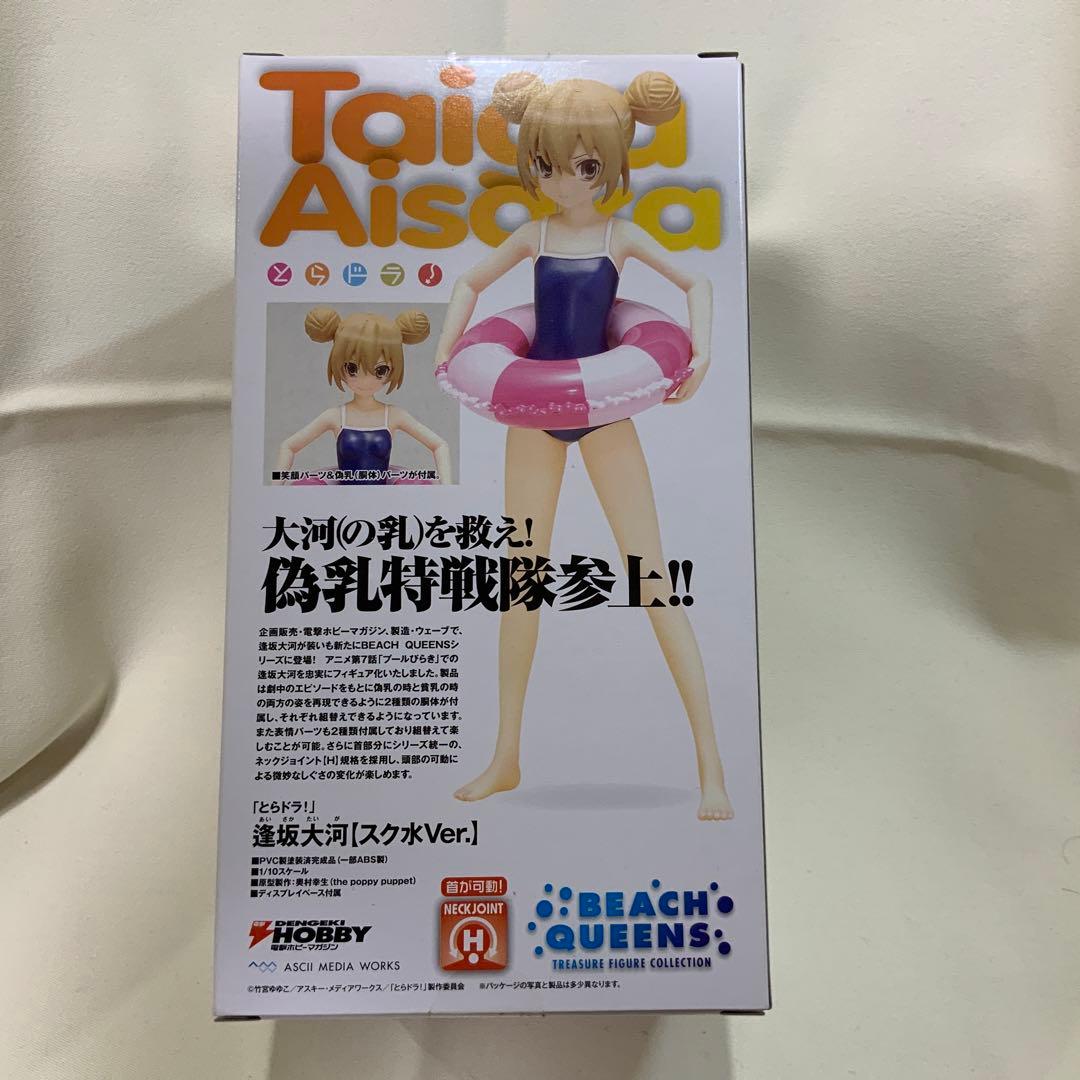 Taiga
Aisaka
とらドラ!
■笑顔パーツ&偽乳(胴体)パーツが付属。
大河(の乳)を救え!
偽乳特戦隊参上!!
企画販売・電撃ホビーマガジン、製造・ウェーブで、
逢坂大河が装いも新たにBEACH QUEENSシ
リーズに登場! アニメ第7話「プールびらき」での
逢坂大河を忠実にフィギュア化いたしました。製品
は劇中のエピソードをもとに偽乳の時と貧乳の時
の両方の姿を再現できるように2種類の胴体が付
属し、それぞれ組替えできるようになっています。
また表情パーツも2種類付属しており組替えて楽
しむことが可能。さらに首部分にシリーズ統一の、
ネックジョイント【H】規格を採用し、頭部の可動に
よる微妙なしぐさの変化が楽しめます。
「とらドラ!」
あい さか たい が
逢坂大河【スク水Ver.】
■PVC製塗装済完成品(一部ABS製)
■1/10スケール
■原型製作:奥村幸生(the poppy puppet)
■ディスプレイベース付属
首が可動!
NECK JOINT
H
BEACH
QUEENS
TREASURE FIGURE COLLECTION
電撃
DENGEKI
HOBBY
電撃ホビーマガジン
ASCII MEDIA WORKS
©竹宮ゆゆこ/アスキー・メディアワークス/「とらドラ!」製作委員会 ※パッケージの写真と製品は多少異なります。